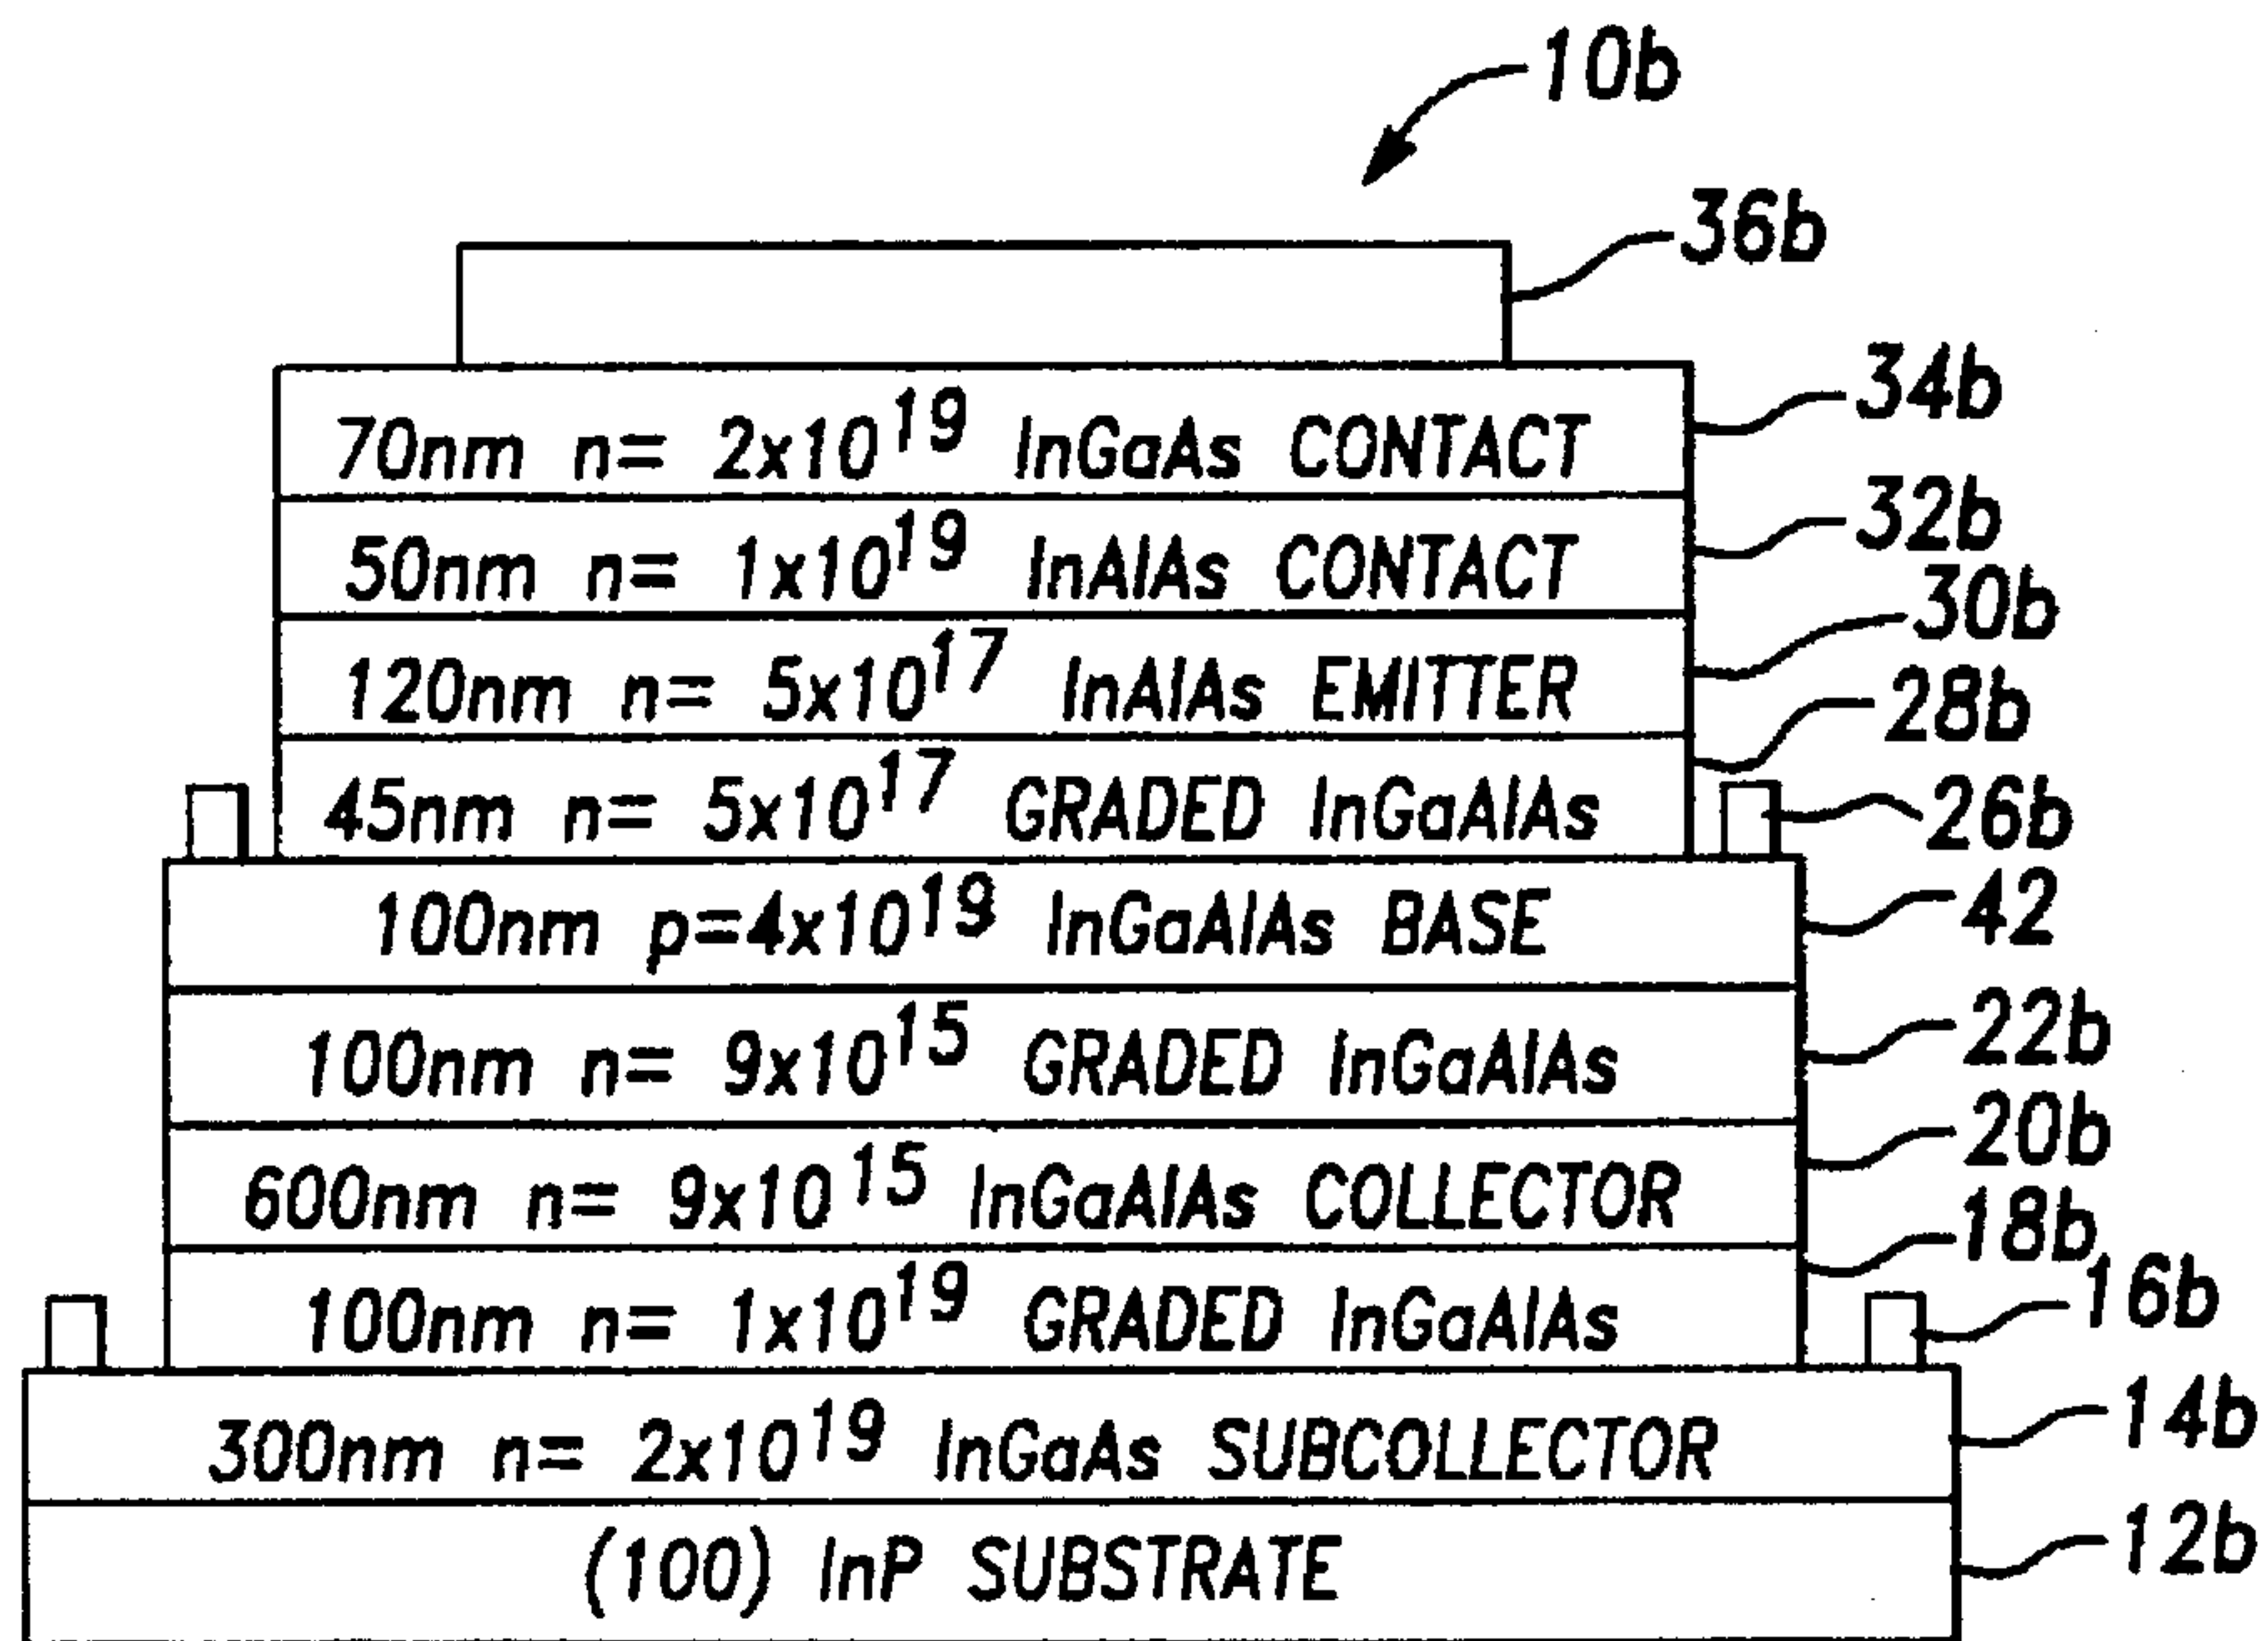 10b
36b
70nm n= 2x10^19 InGaAs CONTACT
34b
50nm n= 1x10^19 InAlAs CONTACT
32b
120nm n= 5x10^17 InAlAs EMITTER
30b
45nm n= 5x10^17 GRADED InGaAlAs
28b
26b
100nm p=4x10^19 InGaAlAs BASE
42
100nm n= 9x10^15 GRADED InGaAlAs
22b
600nm n= 9x10^15 InGaAlAs COLLECTOR
20b
100nm n= 1x10^19 GRADED InGaAlAs
18b
16b
300nm n= 2x10^19 InGaAs SUBCOLLECTOR
14b
(100) InP SUBSTRATE
12b